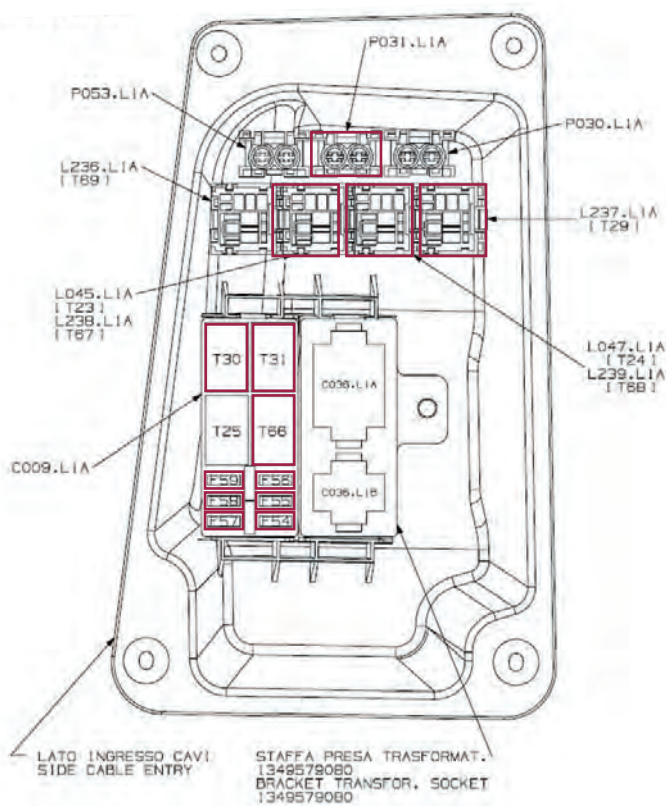 P031.L1A
P053.L1A
P030.L1A
L236.L1A
[T69]
L237.L1A
[T29]
L045.L1A
[T23]
L238.L1A
[T67]
L047.L1A
[T24]
L239.L1A
[T68]
T30 T31
C036.L1A
T25 T66
C009.L1A
F59 F56
C036.L1B
F58 F55
F57 F54
LATO INGRESSO CAVI
SIDE CABLE ENTRY
STAFFA PRESA TRASFORMAT.
1349579080
BRACKET TRANSFOR. SOCKET
1349579080